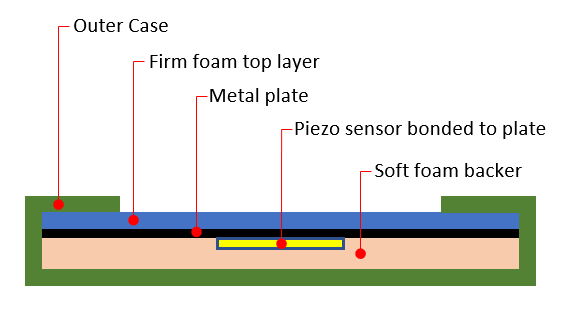 Outer Case
Firm foam top layer
Metal plate
Piezo sensor bonded to plate
Soft foam backer